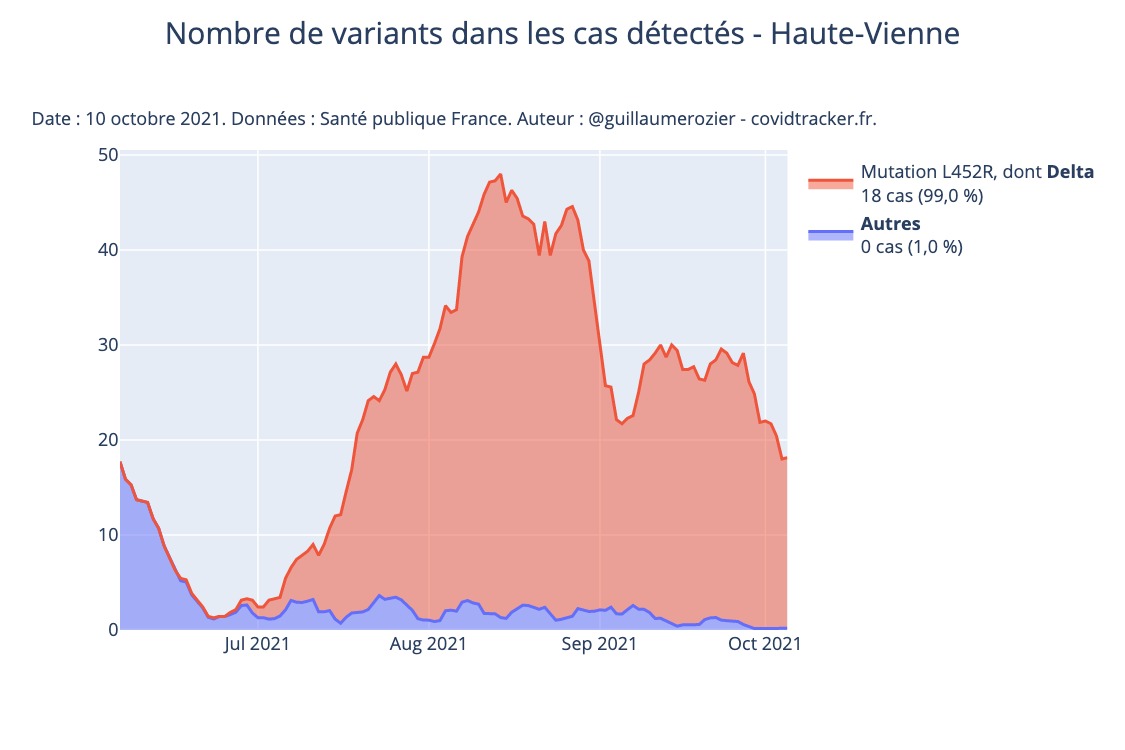 Nombre de variants dans les cas détectés - Haute-Vienne
Date : 10 octobre 2021. Données : Santé publique France. Auteur : @guillaumerozier - covidtracker.fr.
50
40
30
20
10
0
Jul 2021
Aug 2021
Sep 2021
Oct 2021
Mutation L452R, dont Delta
18 cas (99,0 %)
Autres
0 cas (1,0 %)